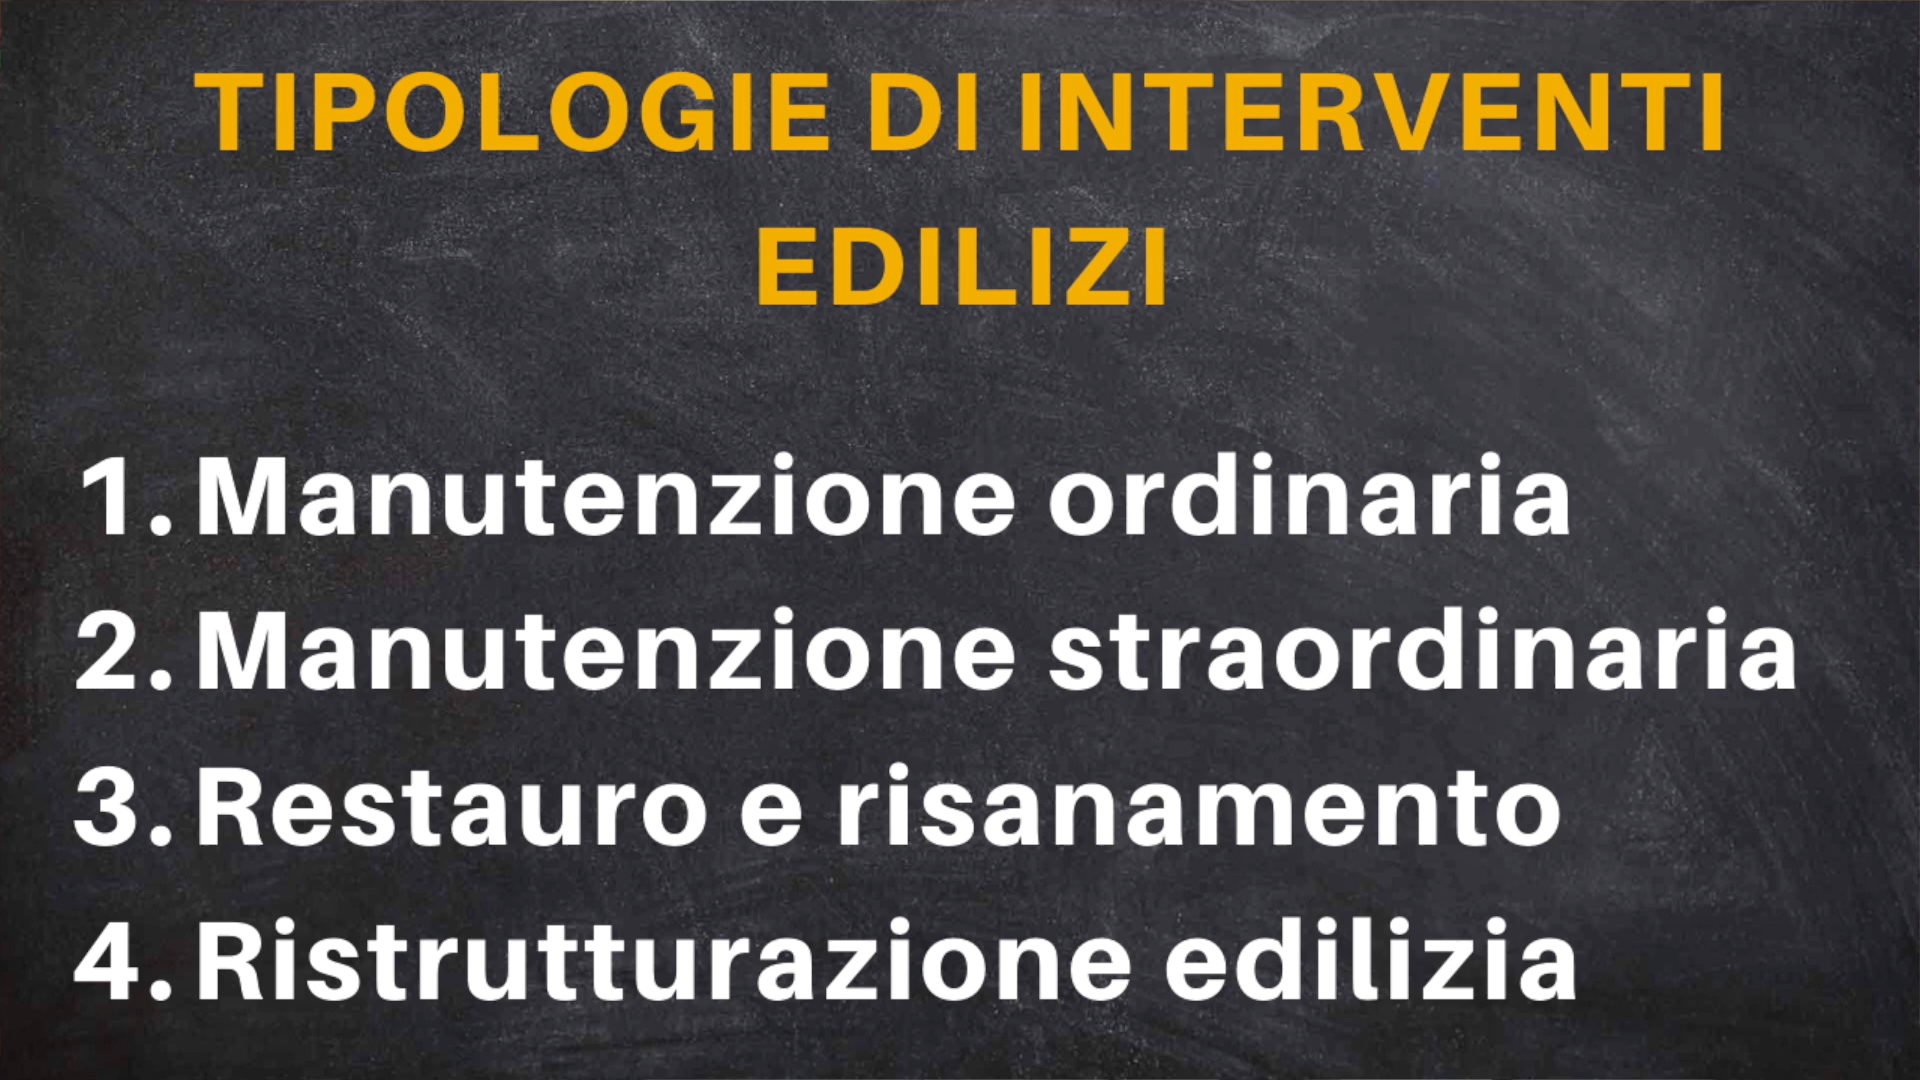 TIPOLOGIE DI INTERVENTI
EDILIZI
1. Manutenzione ordinaria
2. Manutenzione straordinaria
3. Restauro e risanamento
4. Ristrutturazione edilizia